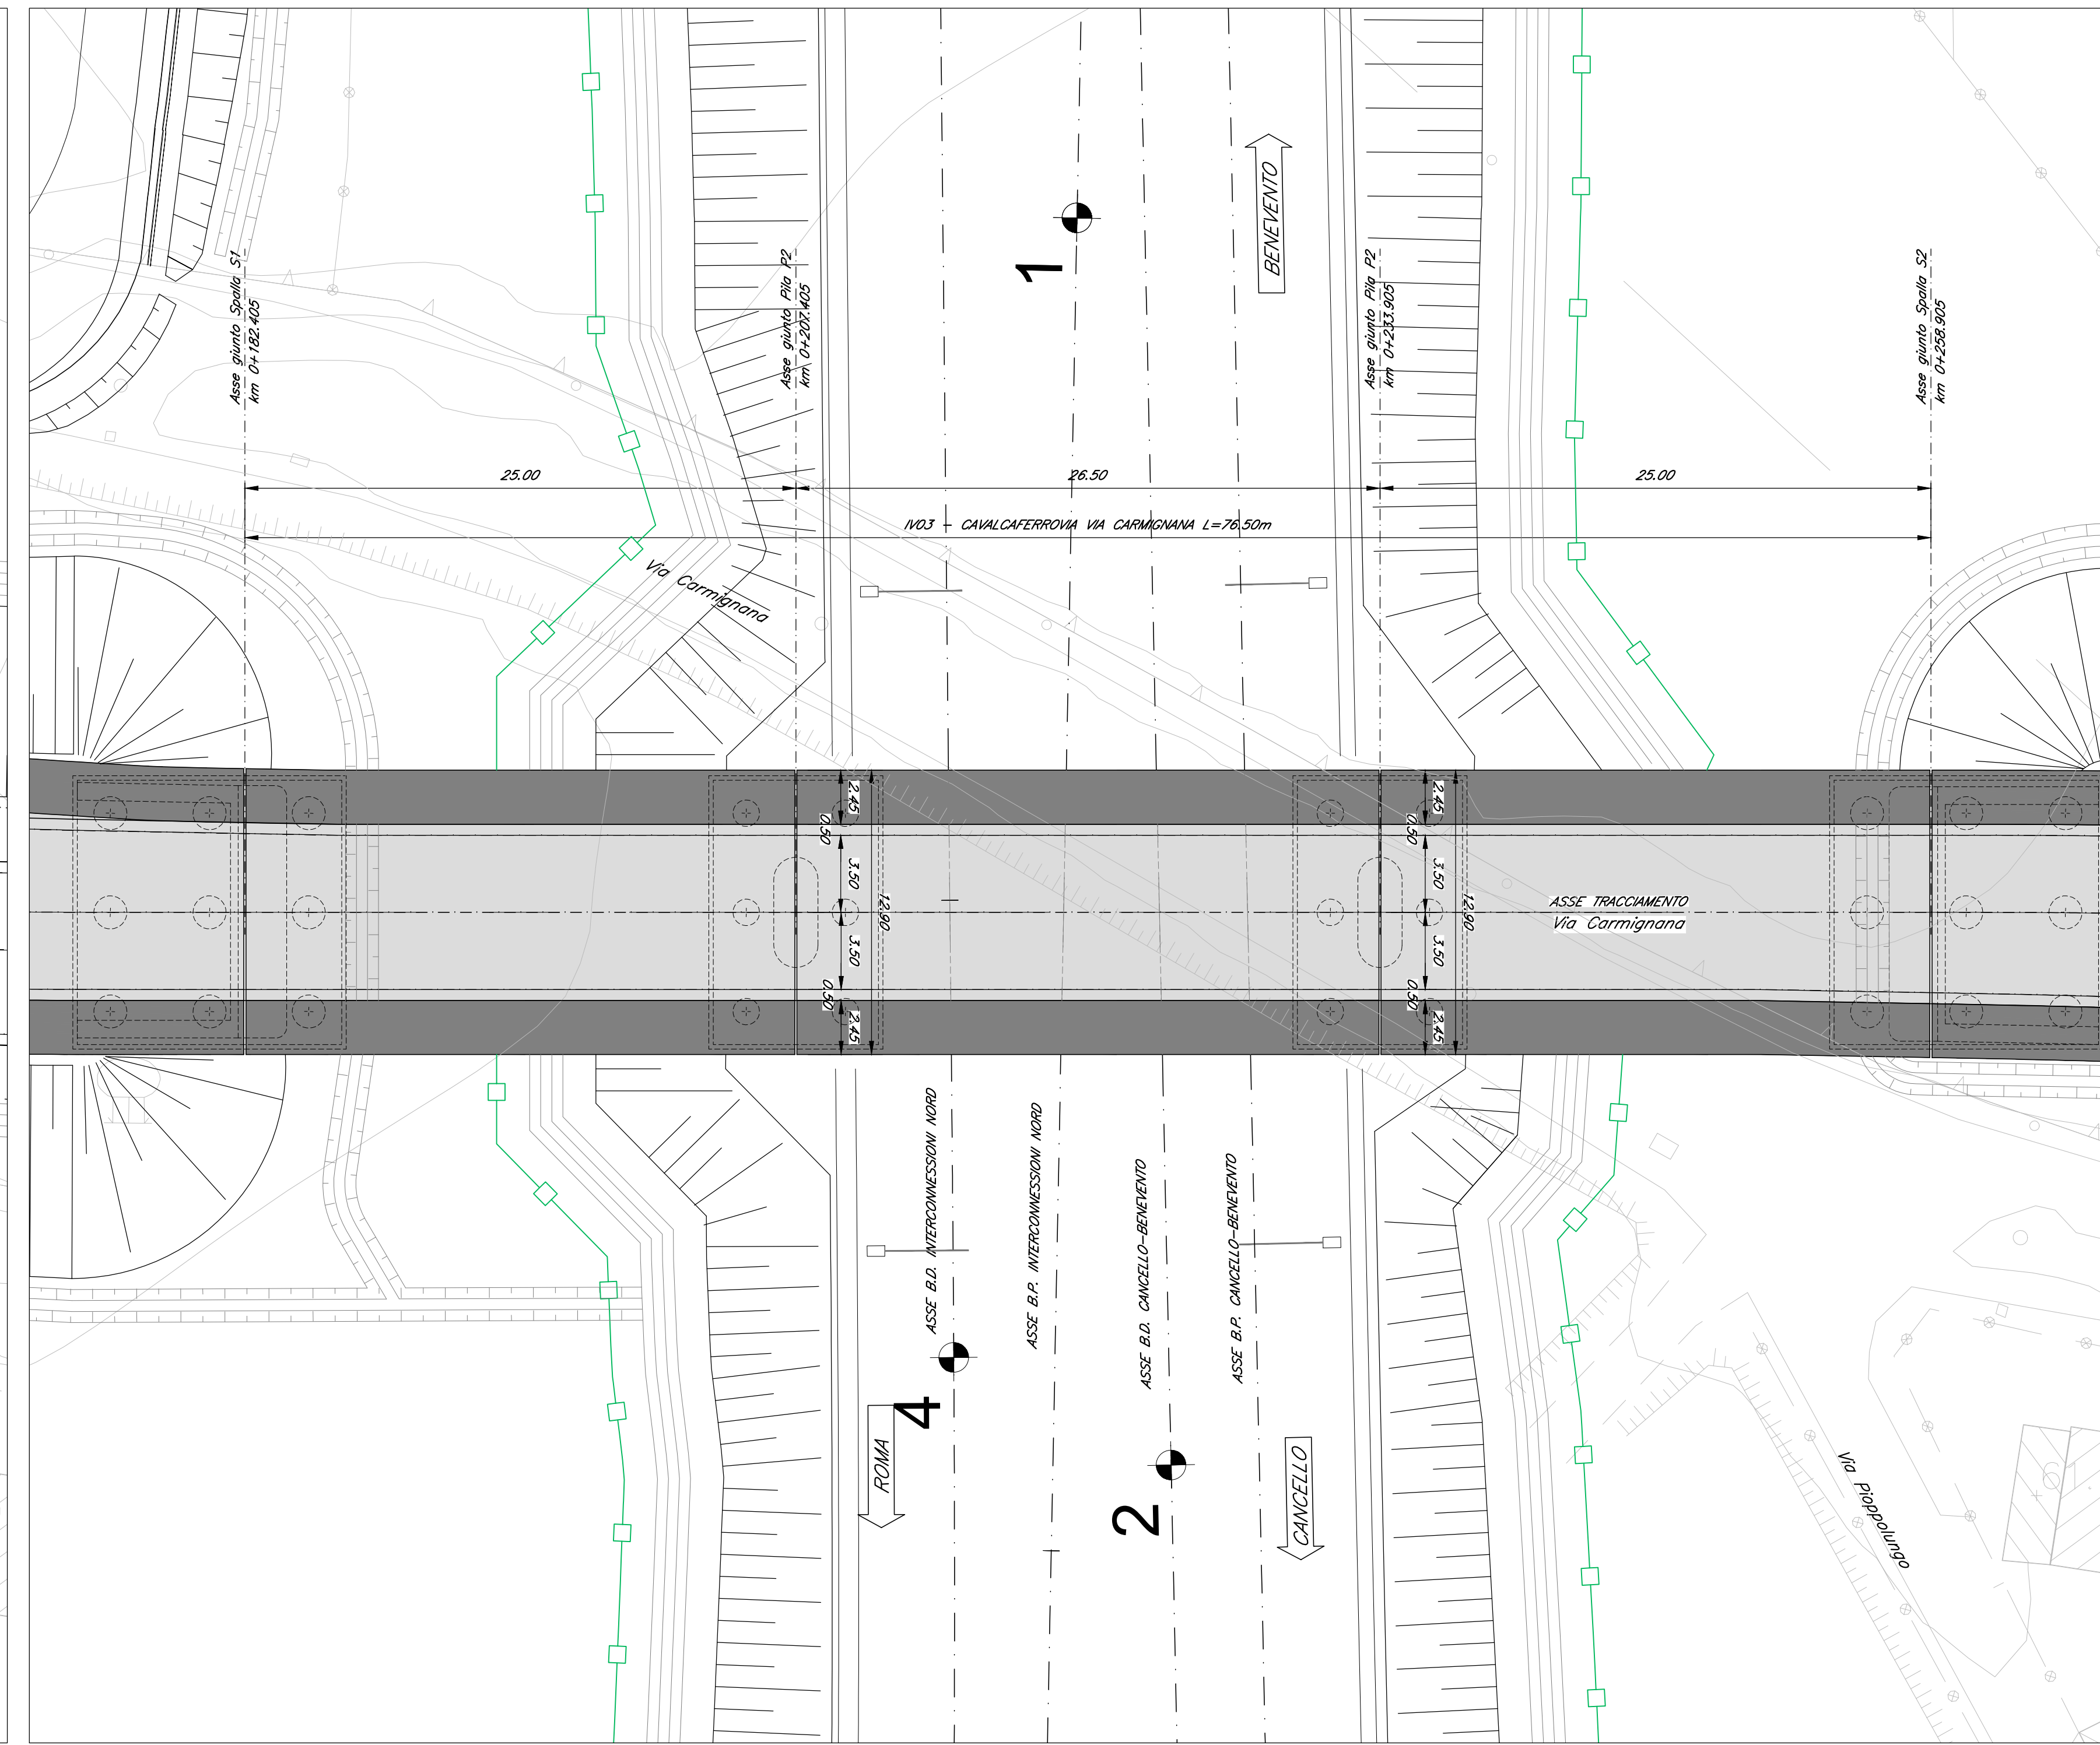 BENEVENTO
1
Asse giunto Spalla S1
km 0+182.405
Asse giunto Pila P2
km 0+207.405
Asse giunto Pila P2
km 0+233.905
Asse giunto Spalla S2
km 0+258.905
25.00
26.50
25.00
IV03 - CAVALCAFERROVIA VIA CARMIGNANA L=76.50m
Via Carmignana
2.45
0.50
3.50
12.90
3.50
0.50
2.45
2.45
0.50
3.50
12.90
3.50
0.50
2.45
ASSE TRACCIAMENTO
Via Carmignana
ASSE B.D. INTERCONNESSIONI NORD
ASSE B.P. INTERCONNESSIONI NORD
ASSE B.D. CANCELLO-BENEVENTO
ASSE B.P. CANCELLO-BENEVENTO
4
ROMA
2
CANCELLO
Via Pioppolungo